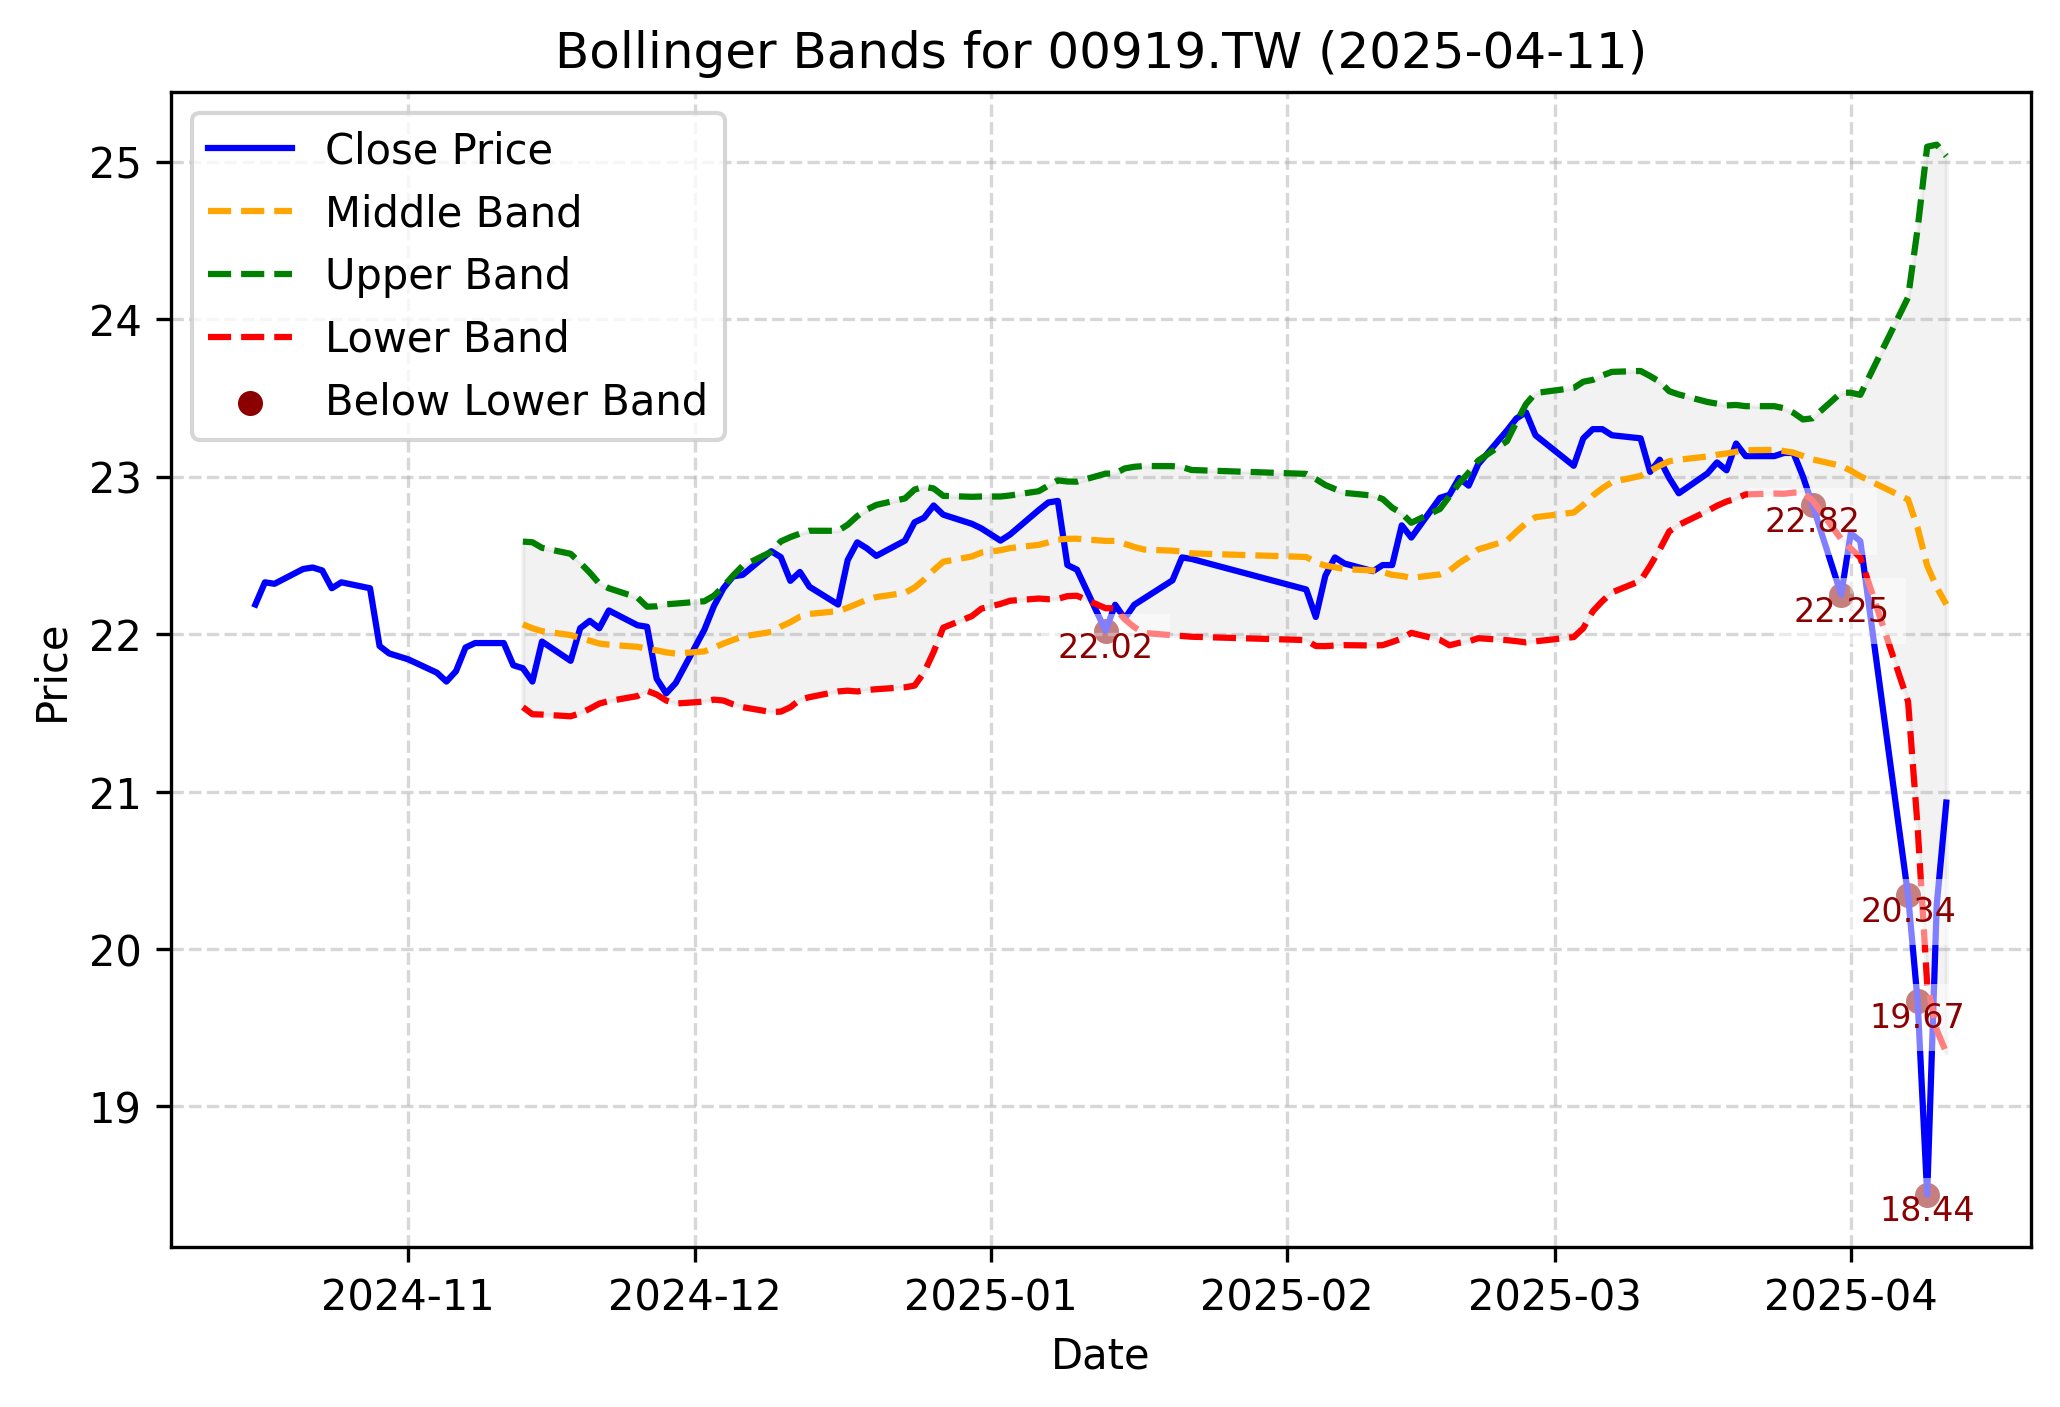 Bollinger Bands for 00919.TW (2025-04-11)
Close Price
Middle Band
Upper Band
Lower Band
Below Lower Band
Price
25
24
23
22
21
20
19
22.02
22.82
22.25
20.34
19.67
18.44
2024-11
2024-12
2025-01
2025-02
2025-03
2025-04
Date